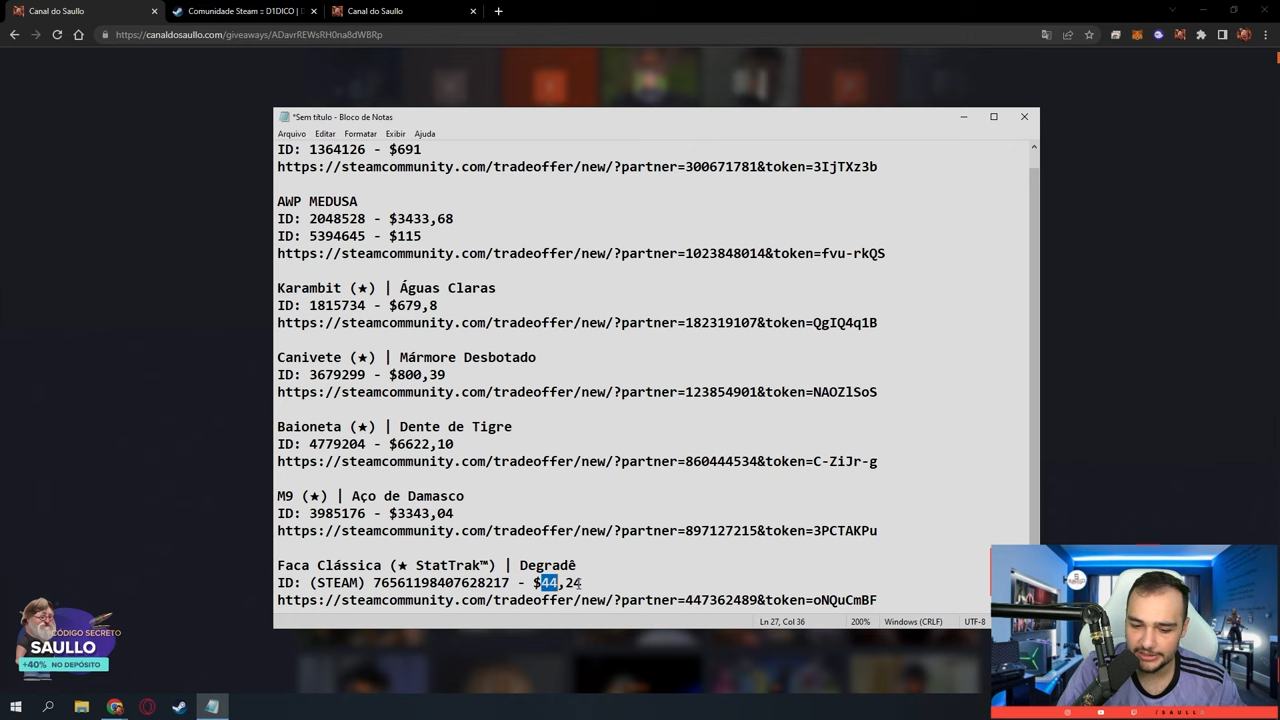 Canal do Saullo
Comunidade Steam :: D1DICO | D
Canal do Saullo
https://canaldosaullo.com/giveaways/ADavrREWsRH0na8dWBRp
*Sem título - Bloco de Notas
Arquivo Editar Formatar Exibir Ajuda
ID: 1364126 - $691
https://steamcommunity.com/tradeoffer/new/?partner=300671781&token=3IjTXz3b
AWP MEDUSA
ID: 2048528 - $3433,68
ID: 5394645 - $115
https://steamcommunity.com/tradeoffer/new/?partner=1023848014&token=fvu-rkQS
Karambit (★) | Águas Claras
ID: 1815734 - $679,8
https://steamcommunity.com/tradeoffer/new/?partner=182319107&token=QgIQ4q1B
Canivete (★) | Mármore Desbotado
ID: 3679299 - $800,39
https://steamcommunity.com/tradeoffer/new/?partner=123854901&token=NAOZlSoS
Baioneta (★) | Dente de Tigre
ID: 4779204 - $6622,10
https://steamcommunity.com/tradeoffer/new/?partner=860444534&token=C-ZiJr-g
M9 (★) | Aço de Damasco
ID: 3985176 - $3343,04
https://steamcommunity.com/tradeoffer/new/?partner=897127215&token=3PCTAKPu
Faca Clássica (★ StatTrak™) | Degradê
ID: (STEAM) 76561198407628217 - $44,24
https://steamcommunity.com/tradeoffer/new/?partner=447362489&token=oNQuCmBF
Ln 27, Col 36 200% Windows (CRLF) UTF-8
CÓDIGO SECRETO
SAULLO
+40% NO DEPÓSITO